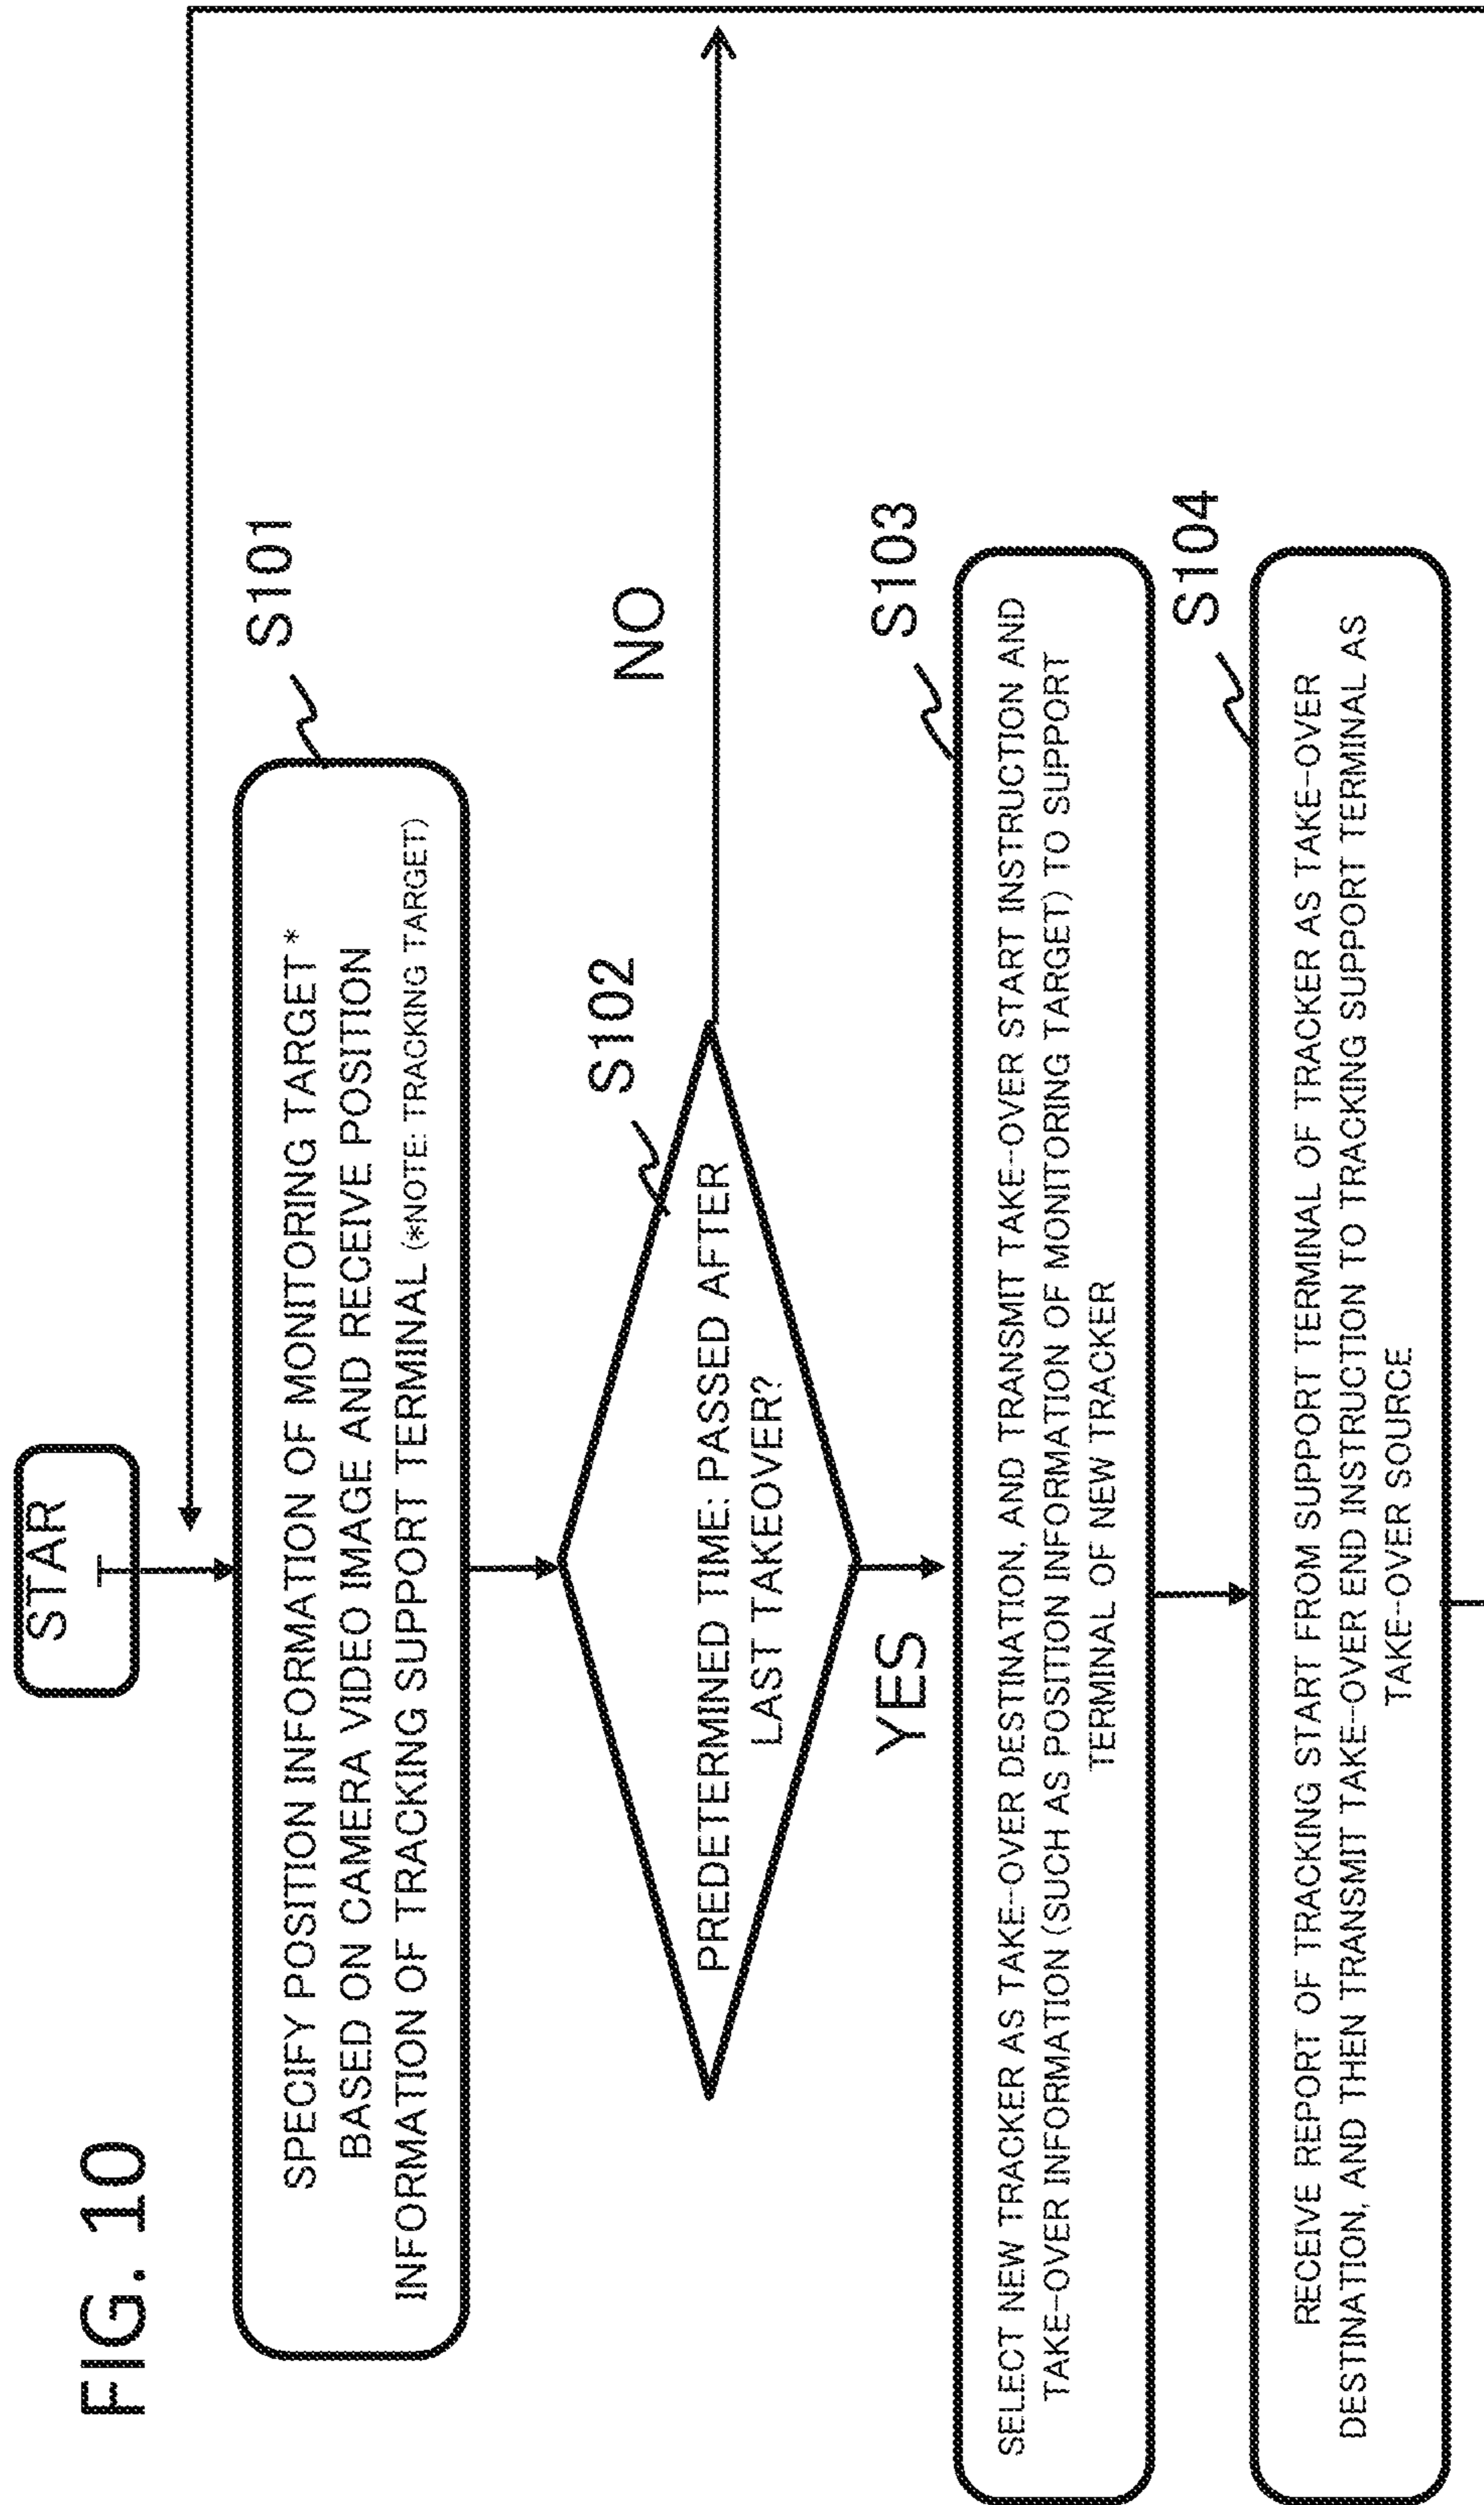 FIG. 10
STAR
T
S101
SPECIFY POSITION INFORMATION OF MONITORING TARGET *
BASED ON CAMERA VIDEO IMAGE AND RECEIVE POSITION
INFORMATION OF TRACKING SUPPORT TERMINAL (*NOTE: TRACKING TARGET)
S102
PREDETERMINED TIME: PASSED AFTER
LAST TAKEOVER?
NO
YES
S103
SELECT NEW TRACKER AS TAKE-OVER DESTINATION, AND TRANSMIT TAKE-OVER START INSTRUCTION AND
TAKE-OVER INFORMATION (SUCH AS POSITION INFORMATION OF MONITORING TARGET) TO SUPPORT
TERMINAL OF NEW TRACKER
S104
RECEIVE REPORT OF TRACKING START FROM SUPPORT TERMINAL OF TRACKER AS TAKE-OVER
DESTINATION, AND THEN TRANSMIT TAKE-OVER END INSTRUCTION TO TRACKING SUPPORT TERMINAL AS
TAKE-OVER SOURCE